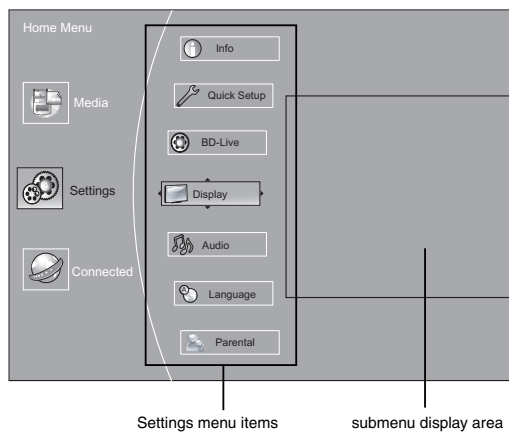 Home Menu
Media
Settings
Connected
Info
Quick Setup
BD-Live
Display
Audio
Language
Parental
Settings menu items
submenu display area